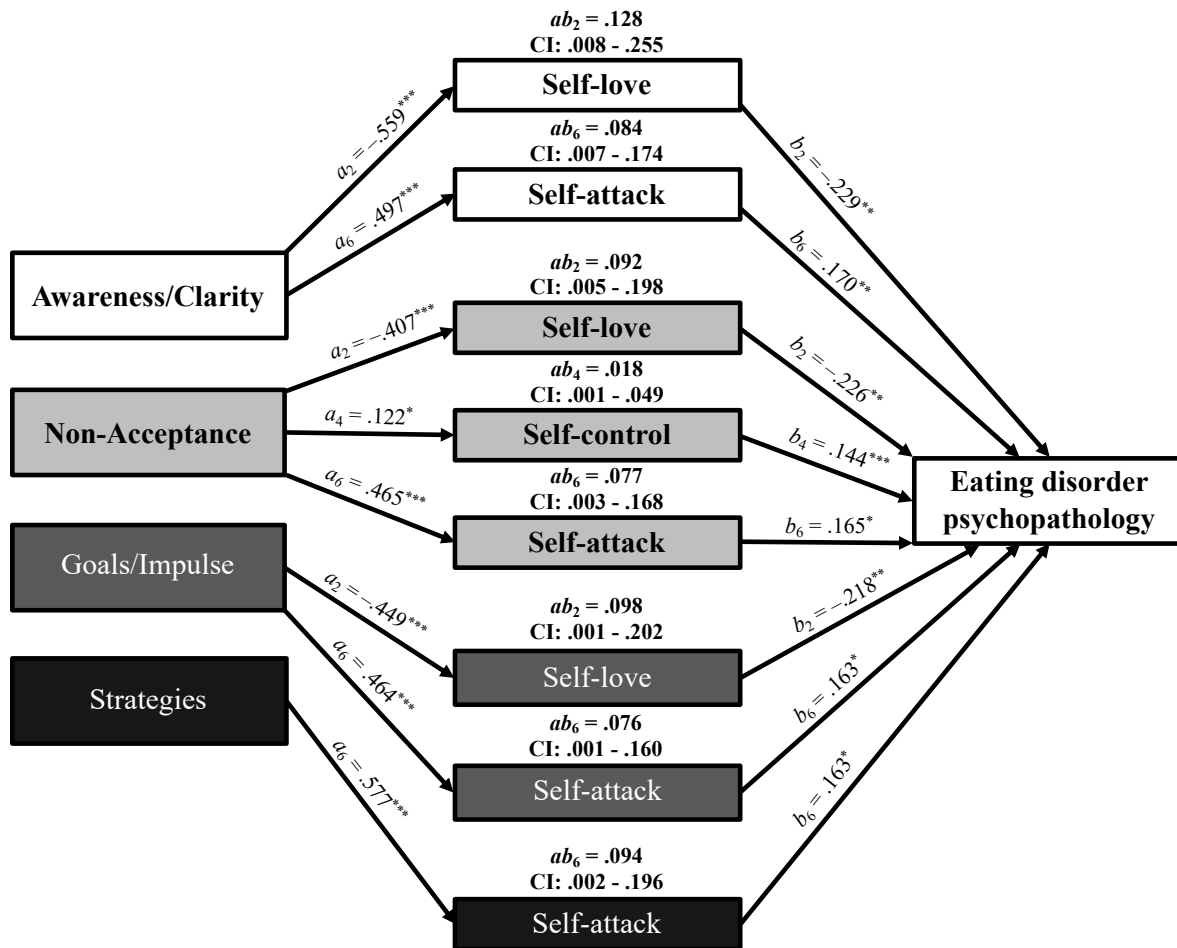 ab₂ = .128
CI: .008 - .255
Self-love
a₂ = −.559***
b₂ = −.229**
ab₆ = .084
CI: .007 - .174
Self-attack
a₆ = .497***
b₆ = .170**
Awareness/Clarity
ab₂ = .092
CI: .005 - .198
Self-love
a₂ = −.407***
b₂ = −.226**
Non-Acceptance
ab₄ = .018
CI: .001 - .049
a₄ = .122*
Self-control
b₄ = .144***
ab₆ = .077
CI: .003 - .168
a₆ = .465***
Self-attack
b₆ = .165*
Eating disorder
psychopathology
Goals/Impulse
a₂ = −.449***
ab₂ = .098
CI: .001 - .202
Self-love
b₂ = −.218**
a₆ = .464***
ab₆ = .076
CI: .001 - .160
Self-attack
b₆ = .163*
Strategies
a₆ = .577***
ab₆ = .094
CI: .002 - .196
Self-attack
b₆ = .163*